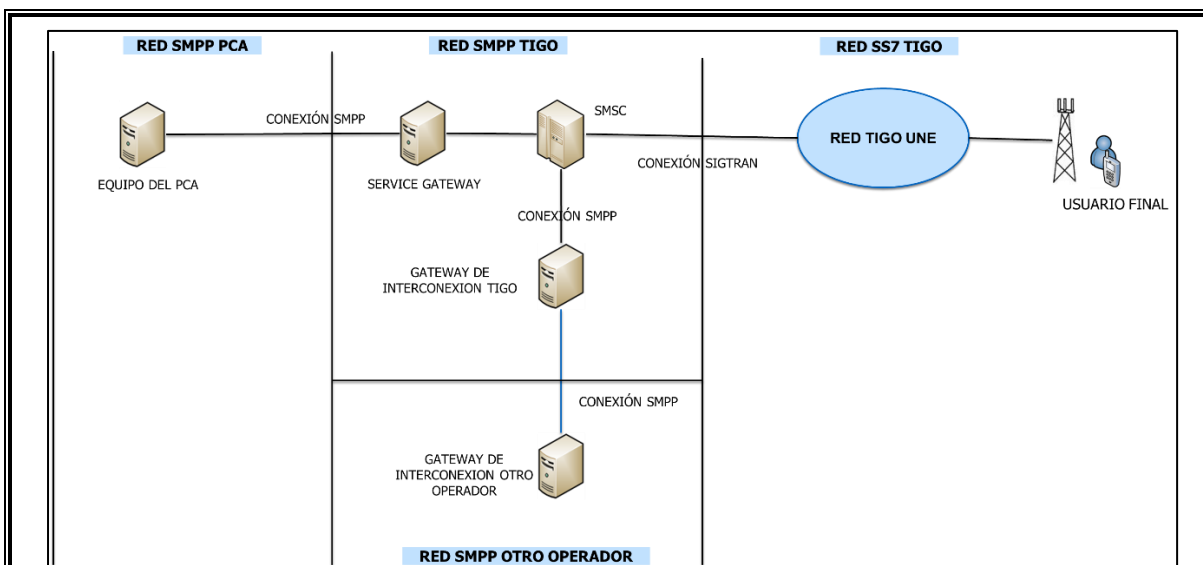 RED SMPP PCA
RED SMPP TIGO
RED SS7 TIGO
CONEXIÓN SMPP
SMSC
RED TIGO UNE
EQUIPO DEL PCA
SERVICE GATEWAY
CONEXIÓN SIGTRAN
USUARIO FINAL
CONEXIÓN SMPP
GATEWAY DE
INTERCONEXION TIGO
CONEXIÓN SMPP
GATEWAY DE
INTERCONEXION OTRO
OPERADOR
RED SMPP OTRO OPERADOR